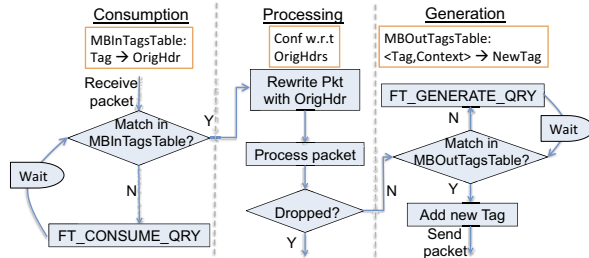 Consumption
MBInTagsTable:
Tag → OrigHdr
Receive
packet
Match in
MBInTagsTable?
Y
Wait
N
FT_CONSUME_QRY
Processing
Conf w.r.t
OrigHdrs
Rewrite Pkt
with OrigHdr
Process packet
Dropped?
N
Y
Generation
MBOutTagsTable:
<Tag,Context> → NewTag
FT_GENERATE_QRY
N
Wait
Match in
MBOutTagsTable?
Y
Add new Tag
Send
packet